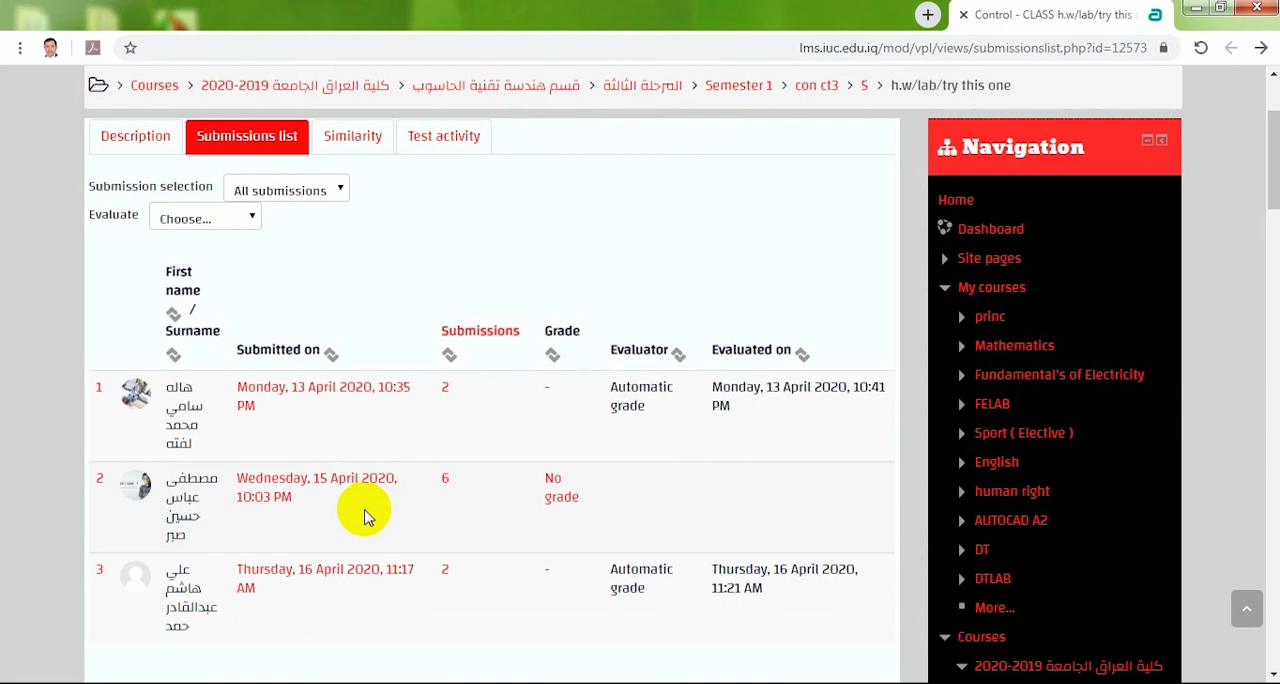 Control - CLASS h.w/lab/try this
lms.iuc.edu.iq/mod/vpl/views/submissionslist.php?id=12573
Courses > كلية العراق الجامعة 2019-2020 > قسم هندسة تقنية الحاسوب > المرحلة الثالثة > Semester 1 > con ct3 > 5 > h.w/lab/try this one
Description
Submissions list
Similarity
Test activity
Submission selection
All submissions
Evaluate
Choose...
First
name
/
Surname
Submitted on
Submissions
Grade
Evaluator
Evaluated on
1
هاله
سامي
محمد
لفته
Monday, 13 April 2020, 10:35
PM
2
-
Automatic
grade
Monday, 13 April 2020, 10:41
PM
2
مصطفى
عباس
حسين
صبر
Wednesday, 15 April 2020,
10:03 PM
6
No
grade
3
علي
هاشم
عبدالقادر
حمد
Thursday, 16 April 2020, 11:17
AM
2
-
Automatic
grade
Thursday, 16 April 2020,
11:21 AM
Navigation
Home
Dashboard
Site pages
My courses
princ
Mathematics
Fundamental's of Electricity
FELAB
Sport ( Elective )
English
human right
AUTOCAD A2
DT
DTLAB
More...
Courses
كلية العراق الجامعة 2019-2020